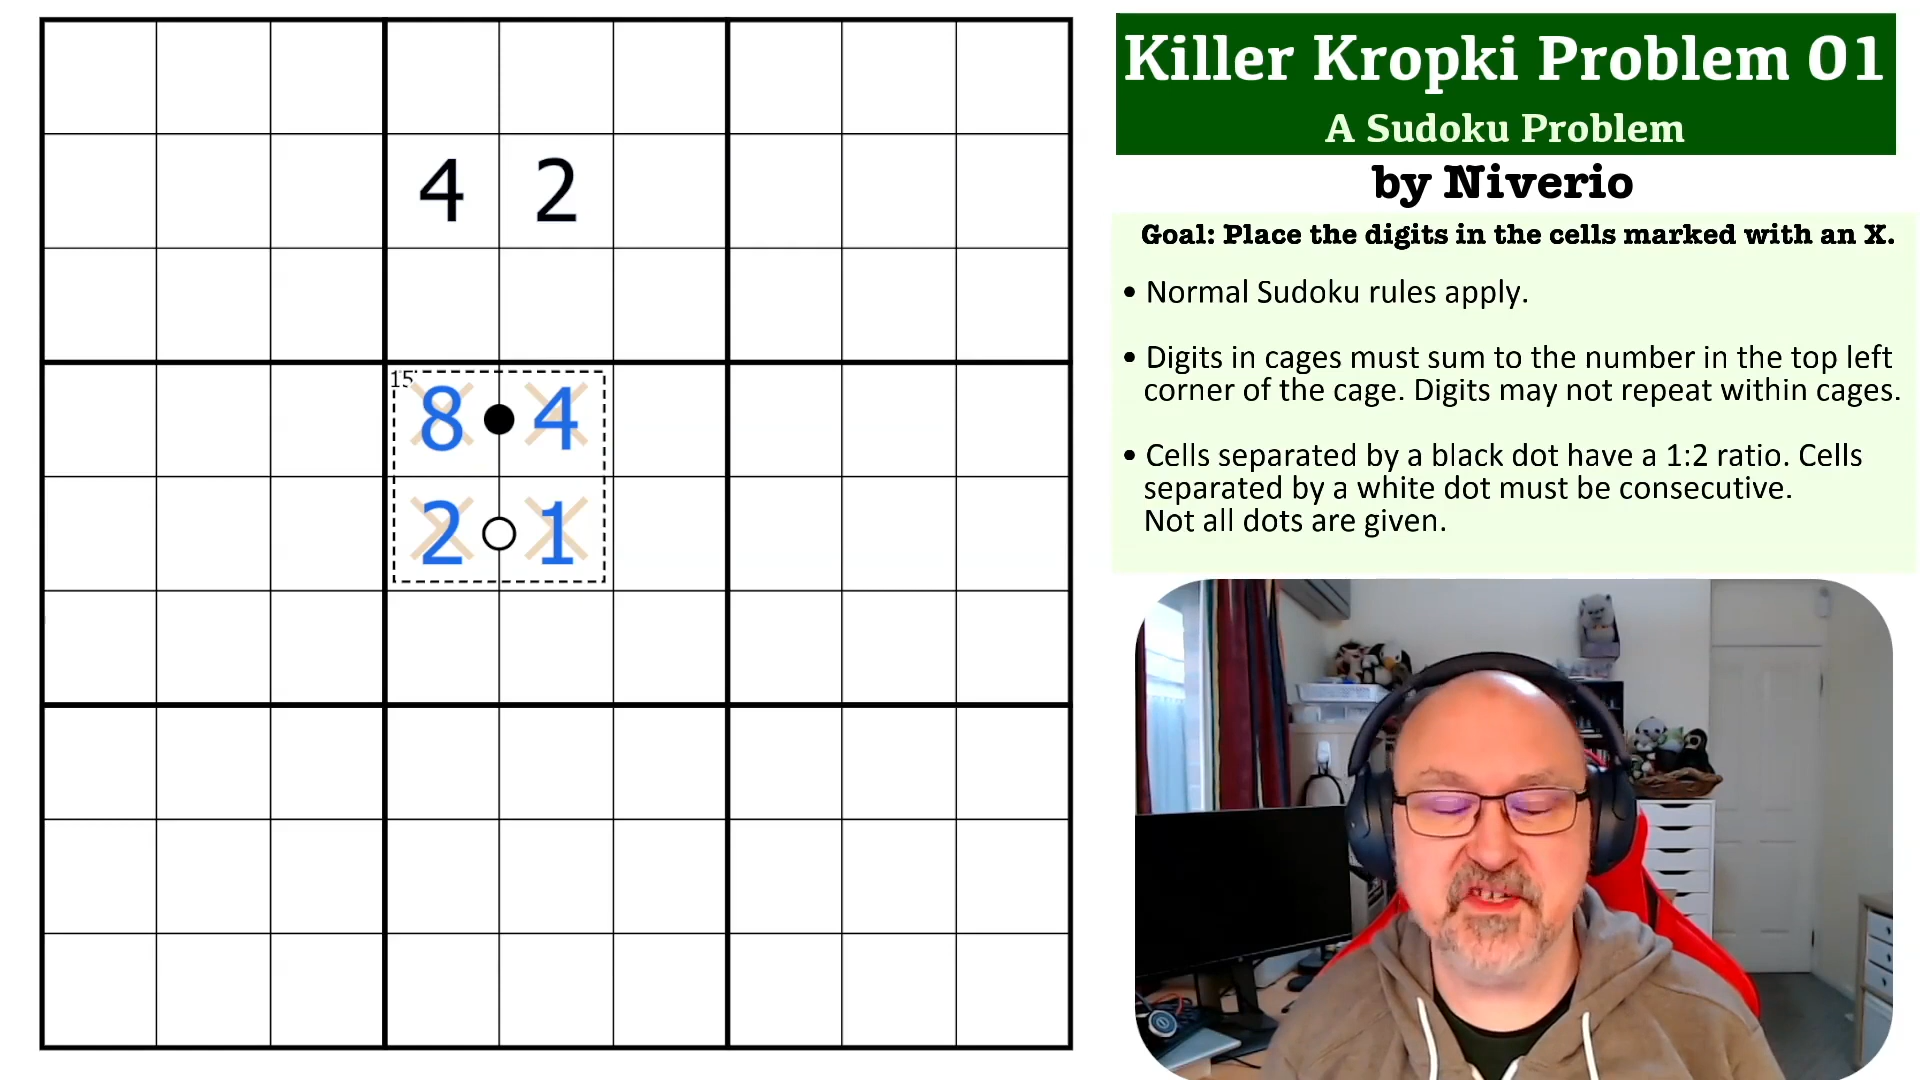 Killer Kropki Problem 01
A Sudoku Problem
by Niverio
Goal: Place the digits in the cells marked with an X.
• Normal Sudoku rules apply.
• Digits in cages must sum to the number in the top left
corner of the cage. Digits may not repeat within cages.
• Cells separated by a black dot have a 1:2 ratio. Cells
separated by a white dot must be consecutive.
Not all dots are given.
4 2
15
8 4
2 1